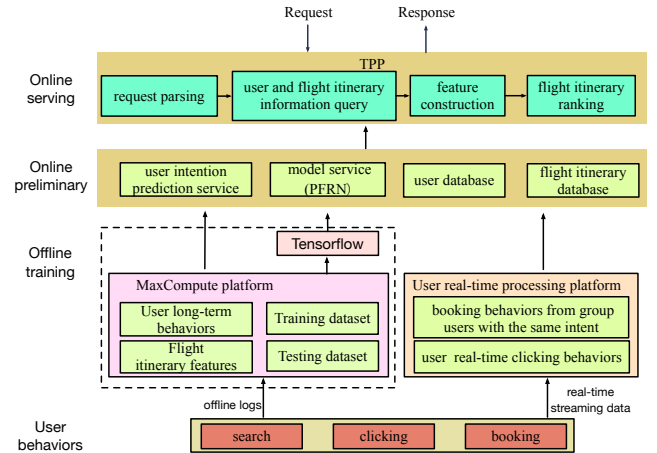 Request
Response
TPP
Online
serving
request parsing
user and flight itinerary
information query
feature
construction
flight itinerary
ranking
Online
preliminary
user intention
prediction service
model service
(PFRN)
user database
flight itinerary
database
Offline
training
Tensorflow
MaxCompute platform
User long-term
behaviors
Training dataset
Flight
itinerary features
Testing dataset
User real-time processing platform
booking behaviors from group
users with the same intent
user real-time clicking behaviors
offline logs
real-time
streaming data
User
behaviors
search
clicking
booking